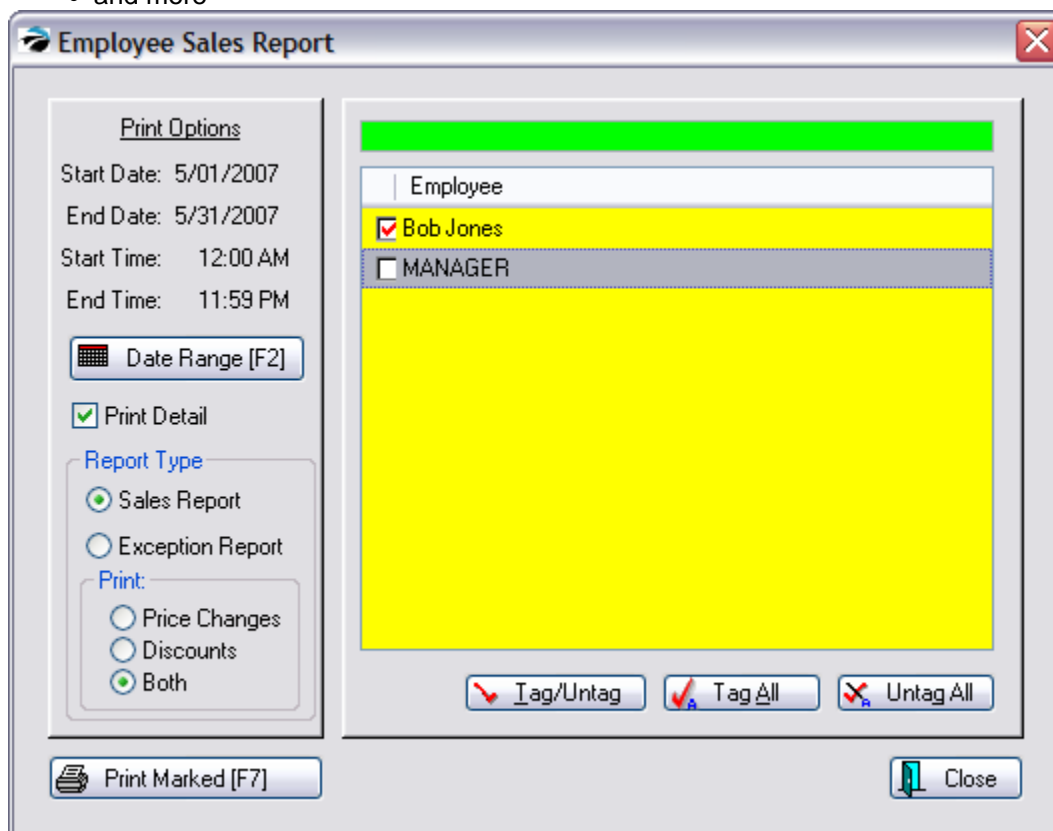 • and more
Employee Sales Report
Print Options
Start Date: 5/01/2007
End Date: 5/31/2007
Start Time: 12:00 AM
End Time: 11:59 PM
Date Range [F2]
Print Detail
Report Type
Sales Report
Exception Report
Print:
Price Changes
Discounts
Both
Employee
Bob Jones
MANAGER
Tag/Untag
Tag All
Untag All
Print Marked [F7]
Close